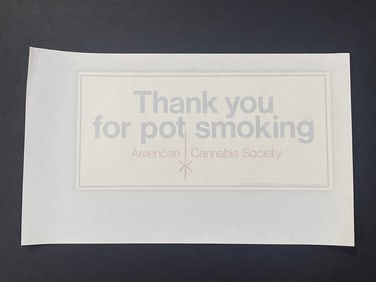 Thank you
for pot smoking
American Cannabis Society